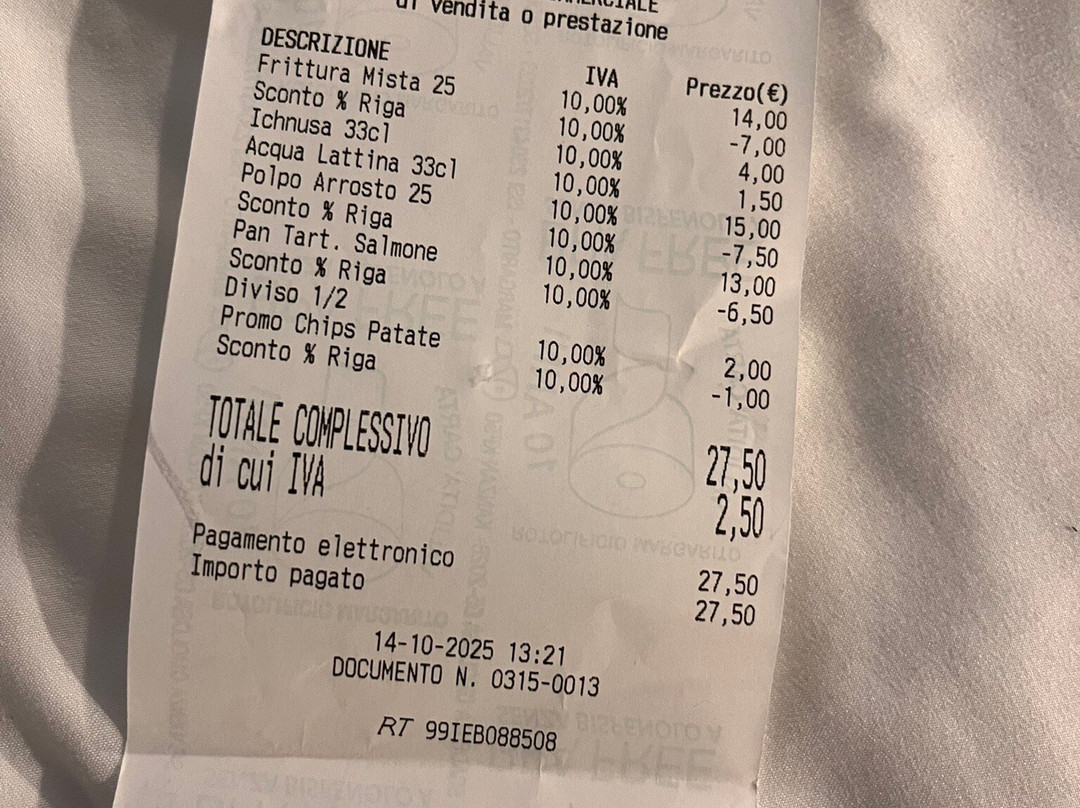 di vendita o prestazione
DESCRIZIONE IVA Prezzo(€)
Frittura Mista 25 10,00% 14,00
Sconto % Riga 10,00% -7,00
Ichnusa 33cl 10,00% 4,00
Acqua Lattina 33cl 10,00% 1,50
Polpo Arrosto 25 10,00% 15,00
Sconto % Riga 10,00% -7,50
Pan Tart. Salmone 10,00% 13,00
Sconto % Riga 10,00% -6,50
Diviso 1/2
Promo Chips Patate 10,00% 2,00
Sconto % Riga 10,00% -1,00
TOTALE COMPLESSIVO 27,50
di cui IVA 2,50
Pagamento elettronico 27,50
Importo pagato 27,50
14-10-2025 13:21
DOCUMENTO N. 0315-0013
RT 99IEB088508